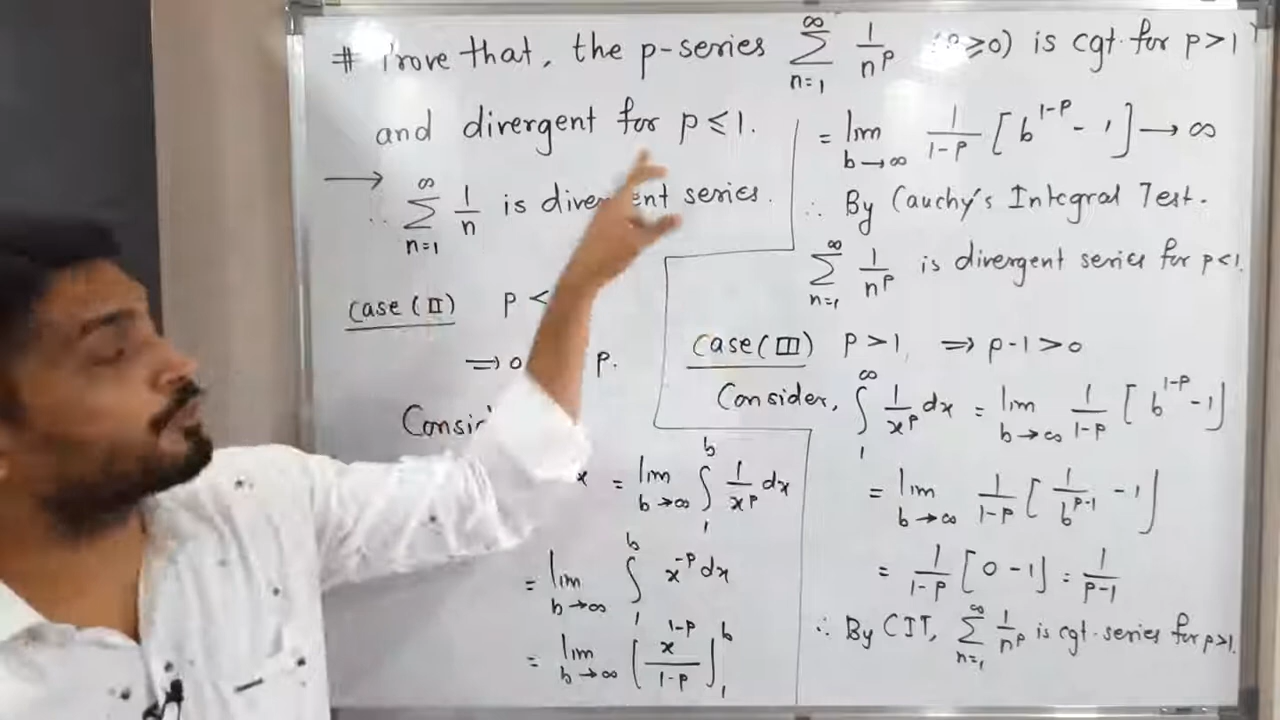 # Prove that, the p-series ∑_{n=1}^{∞} 1/n^p ≥0) is cgt. for p>1
and divergent for p ≤ 1.
⟶ ∑_{n=1}^{∞} 1/n is divergent series.
Case (II) P <
⟹ 0 P.
x = lim_{b→∞} ∫_1^b 1/x^p dx
= lim_{b→∞} ∫_1^b x^{-p} dx
= lim_{b→∞} [x^{1-p}/(1-p)]_1^b
= lim_{b→∞} 1/(1-p) [b^{1-p} - 1] ⟶ ∞
∴ By Cauchy's Integral Test.
∑_{n=1}^{∞} 1/n^p is divergent series for p<1.
Case (III) P>1, ⟹ p-1>0
Consider, ∫_1^∞ 1/x^p dx = lim_{b→∞} 1/(1-p) [b^{1-p} -1]
= lim_{b→∞} 1/(1-p) [1/b^{p-1} -1]
= 1/(1-p) [0-1] = 1/(p-1)
∴ By CIT, ∑_{n=1}^{∞} 1/n^p is cgt. series for p>1.